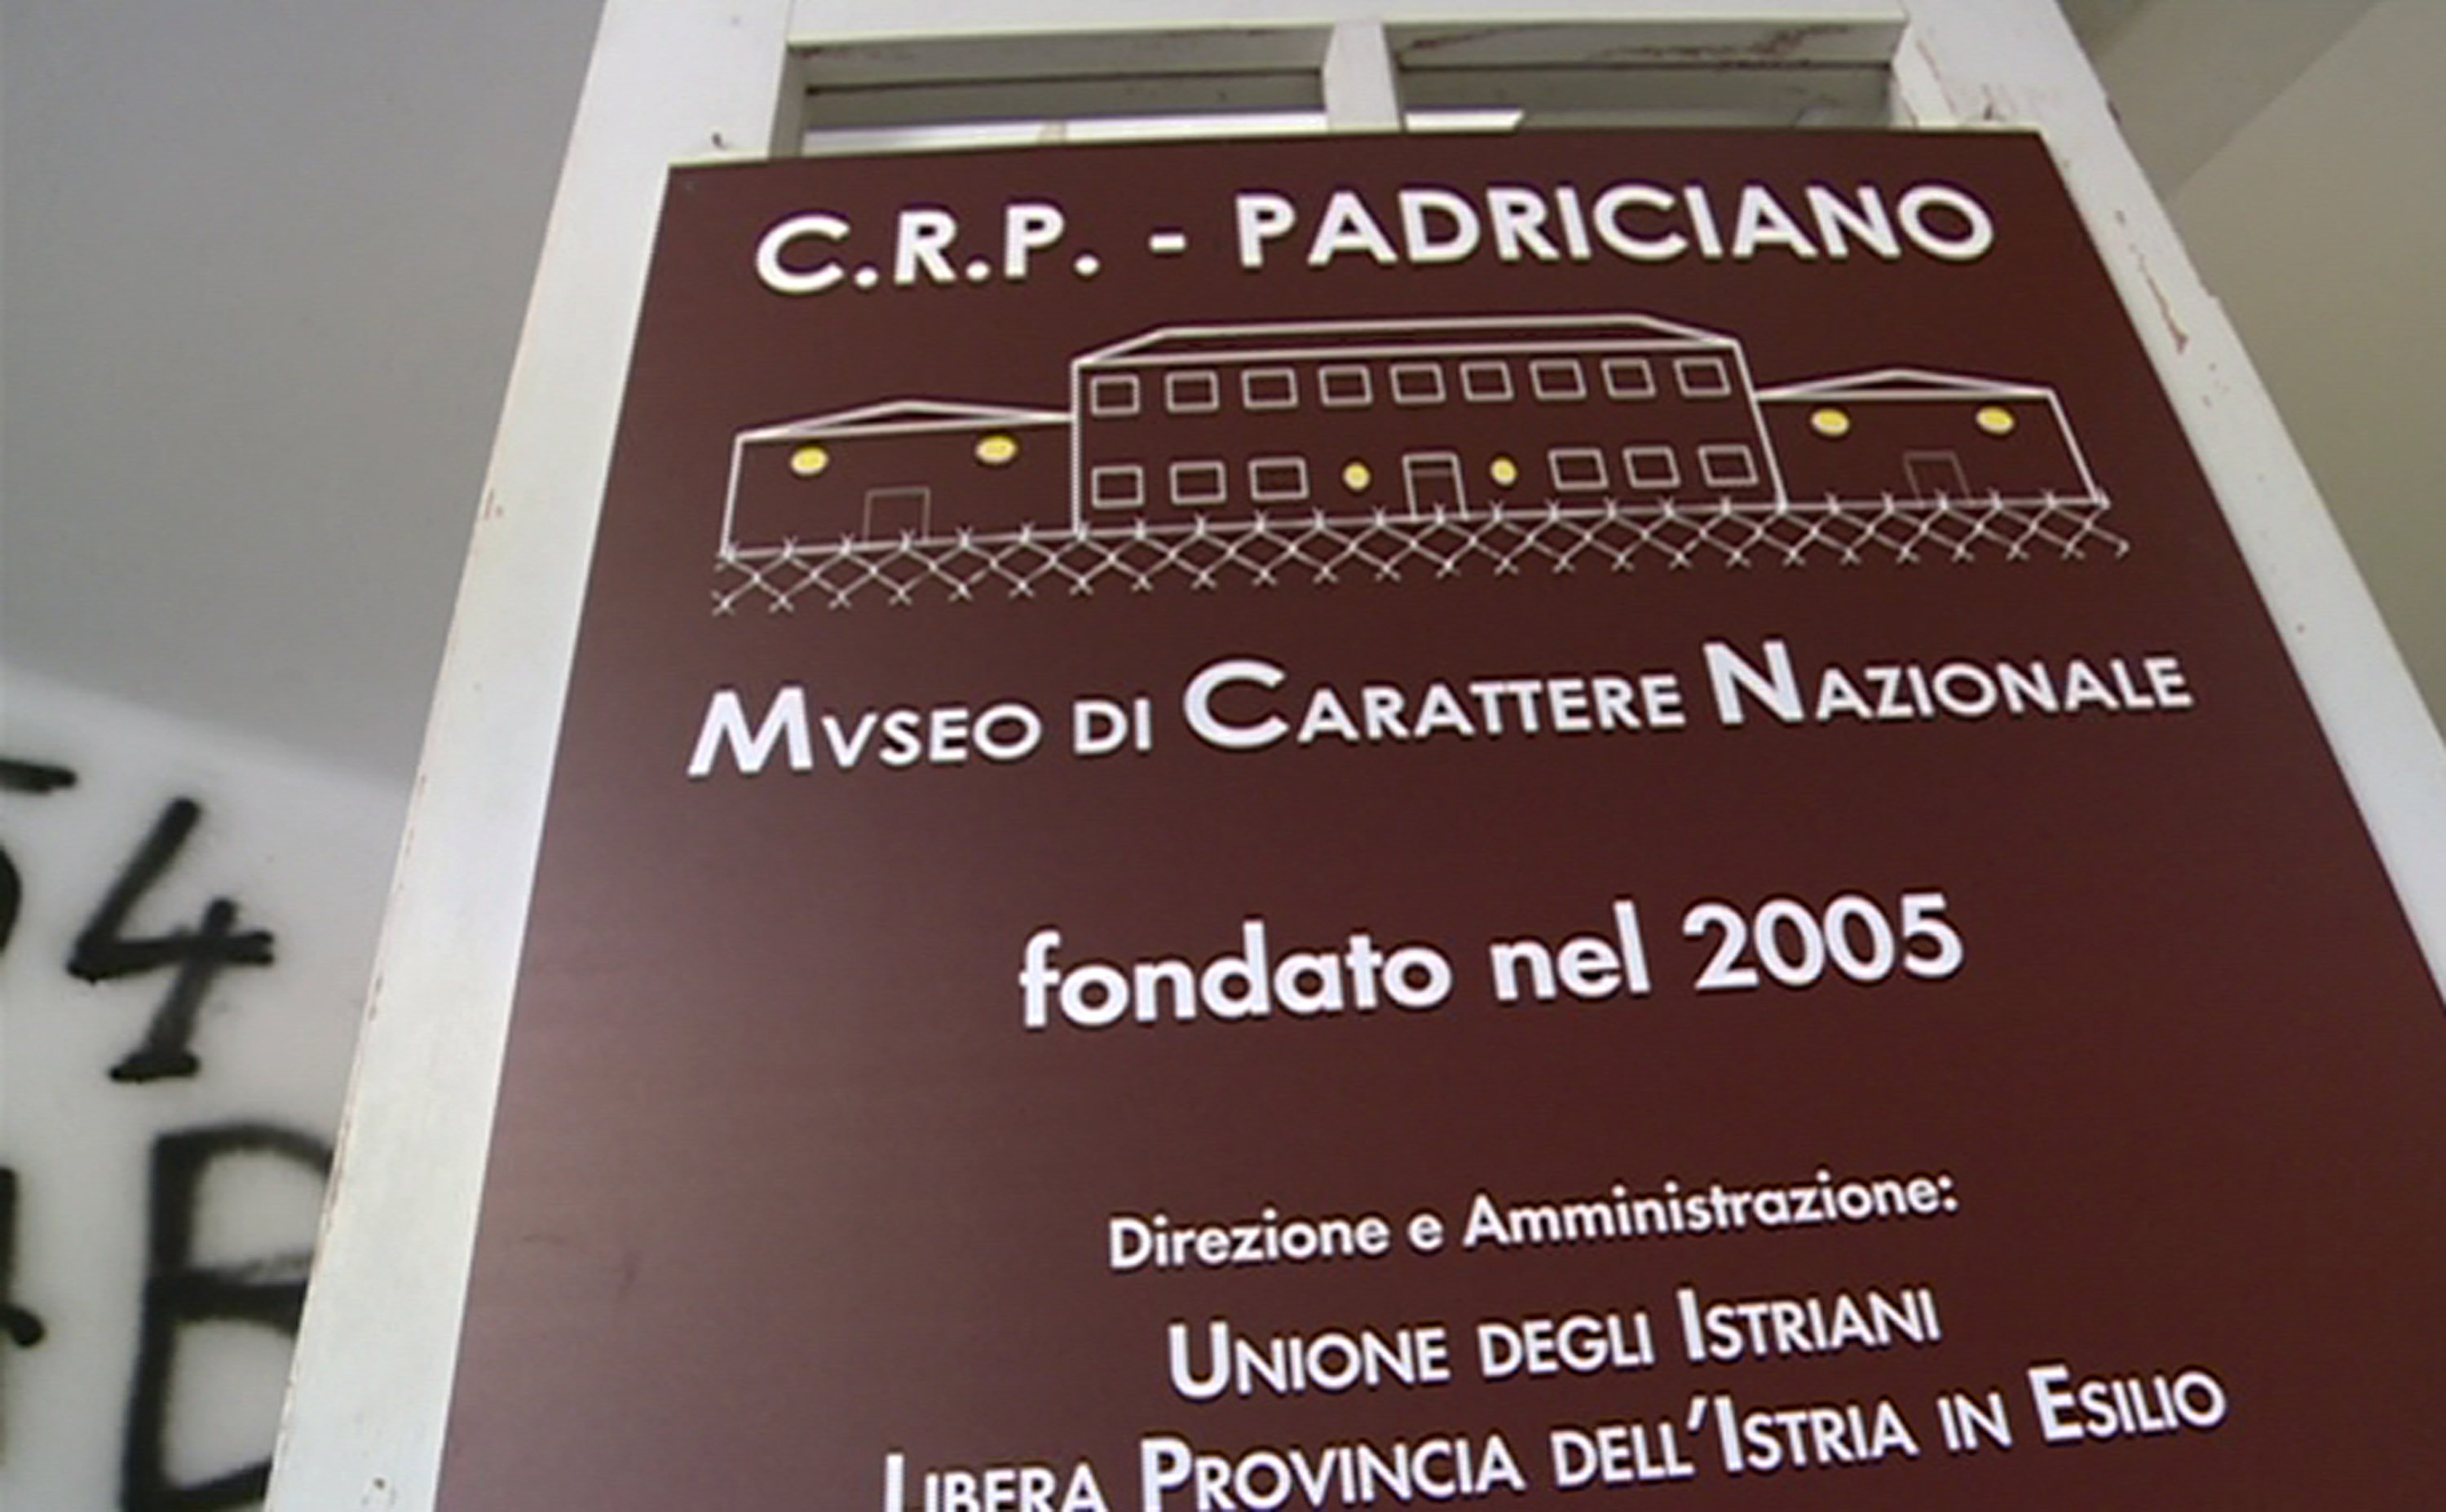 C.R.P. - PADRICIANO
MVSEO DI CARATTERE NAZIONALE
fondato nel 2005
Direzione e Amministrazione:
UNIONE DEGLI ISTRIANI
LIBERA PROVINCIA DELL'ISTRIA IN ESILIO
4
B